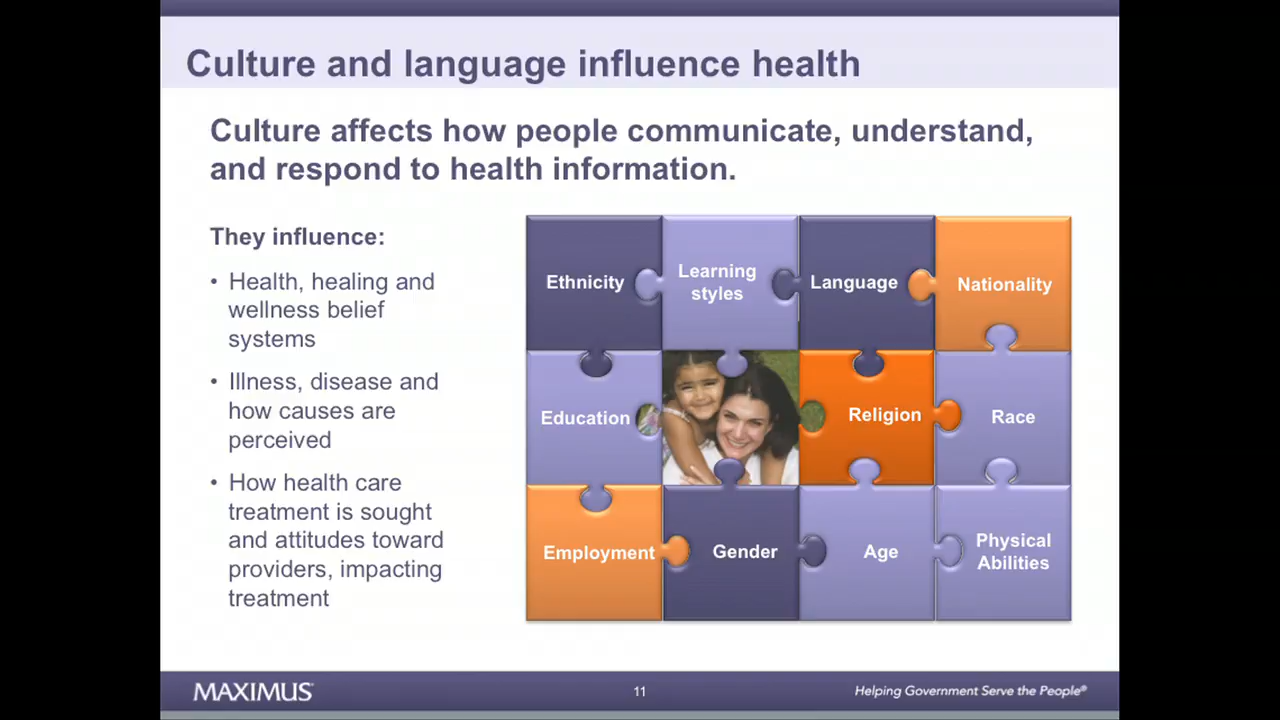 Culture and language influence health
Culture affects how people communicate, understand,
and respond to health information.
They influence:
• Health, healing and
wellness belief
systems
• Illness, disease and
how causes are
perceived
• How health care
treatment is sought
and attitudes toward
providers, impacting
treatment
Ethnicity
Learning
styles
Language
Nationality
Education
Religion
Race
Employment
Gender
Age
Physical
Abilities
MAXIMUS
11
Helping Government Serve the People®